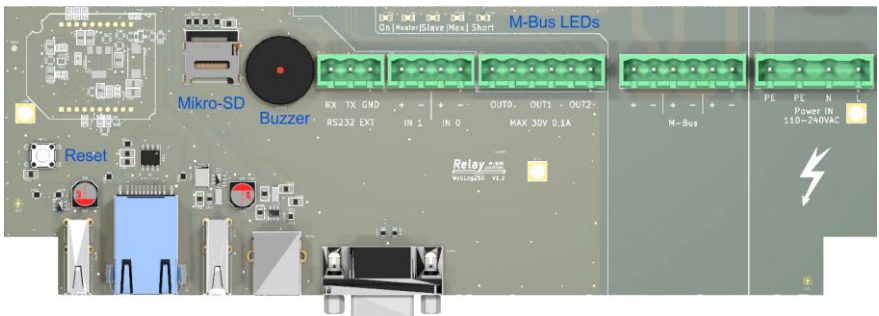 M-Bus LEDs
On | Master | Slave | Max | Short
Mikro-SD
Buzzer
RX TX GND
RS232 EXT
+ - + -
IN 1 IN 0
OUT0 OUT1 OUT2
MAX 30V 0.1A
+ - + - + -
M-Bus
PE PE N L
Power IN
110-240VAC
Reset
Relay
WebLog250 V1.2